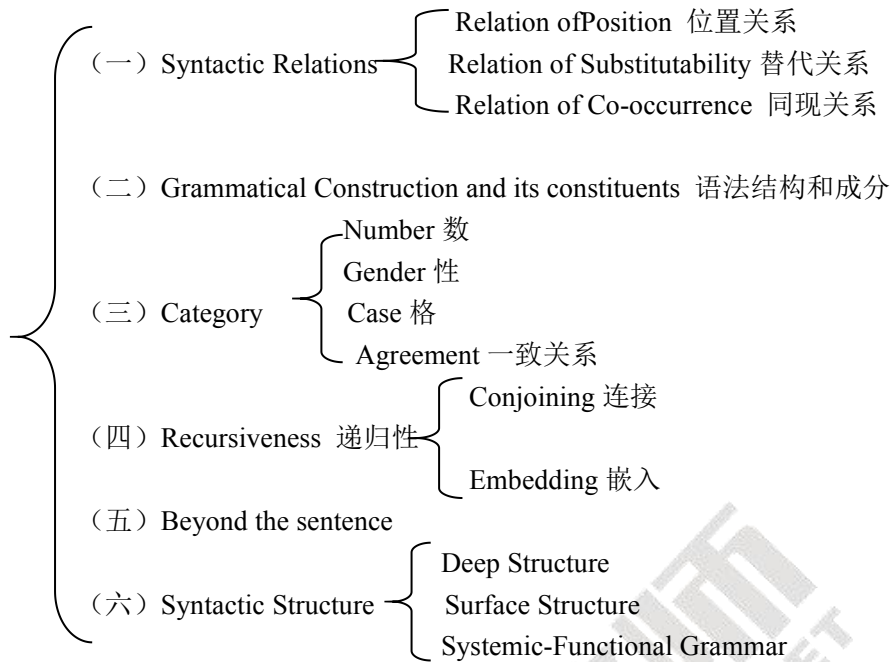 Relation ofPosition 位置关系
（一）Syntactic Relations Relation of Substitutability 替代关系
Relation of Co-occurrence 同现关系
（二）Grammatical Construction and its constituents 语法结构和成分
Number 数
Gender 性
（三）Category Case 格
Agreement 一致关系
Conjoining 连接
（四）Recursiveness 递归性
Embedding 嵌入
（五）Beyond the sentence
Deep Structure
（六）Syntactic Structure Surface Structure
Systemic-Functional Grammar